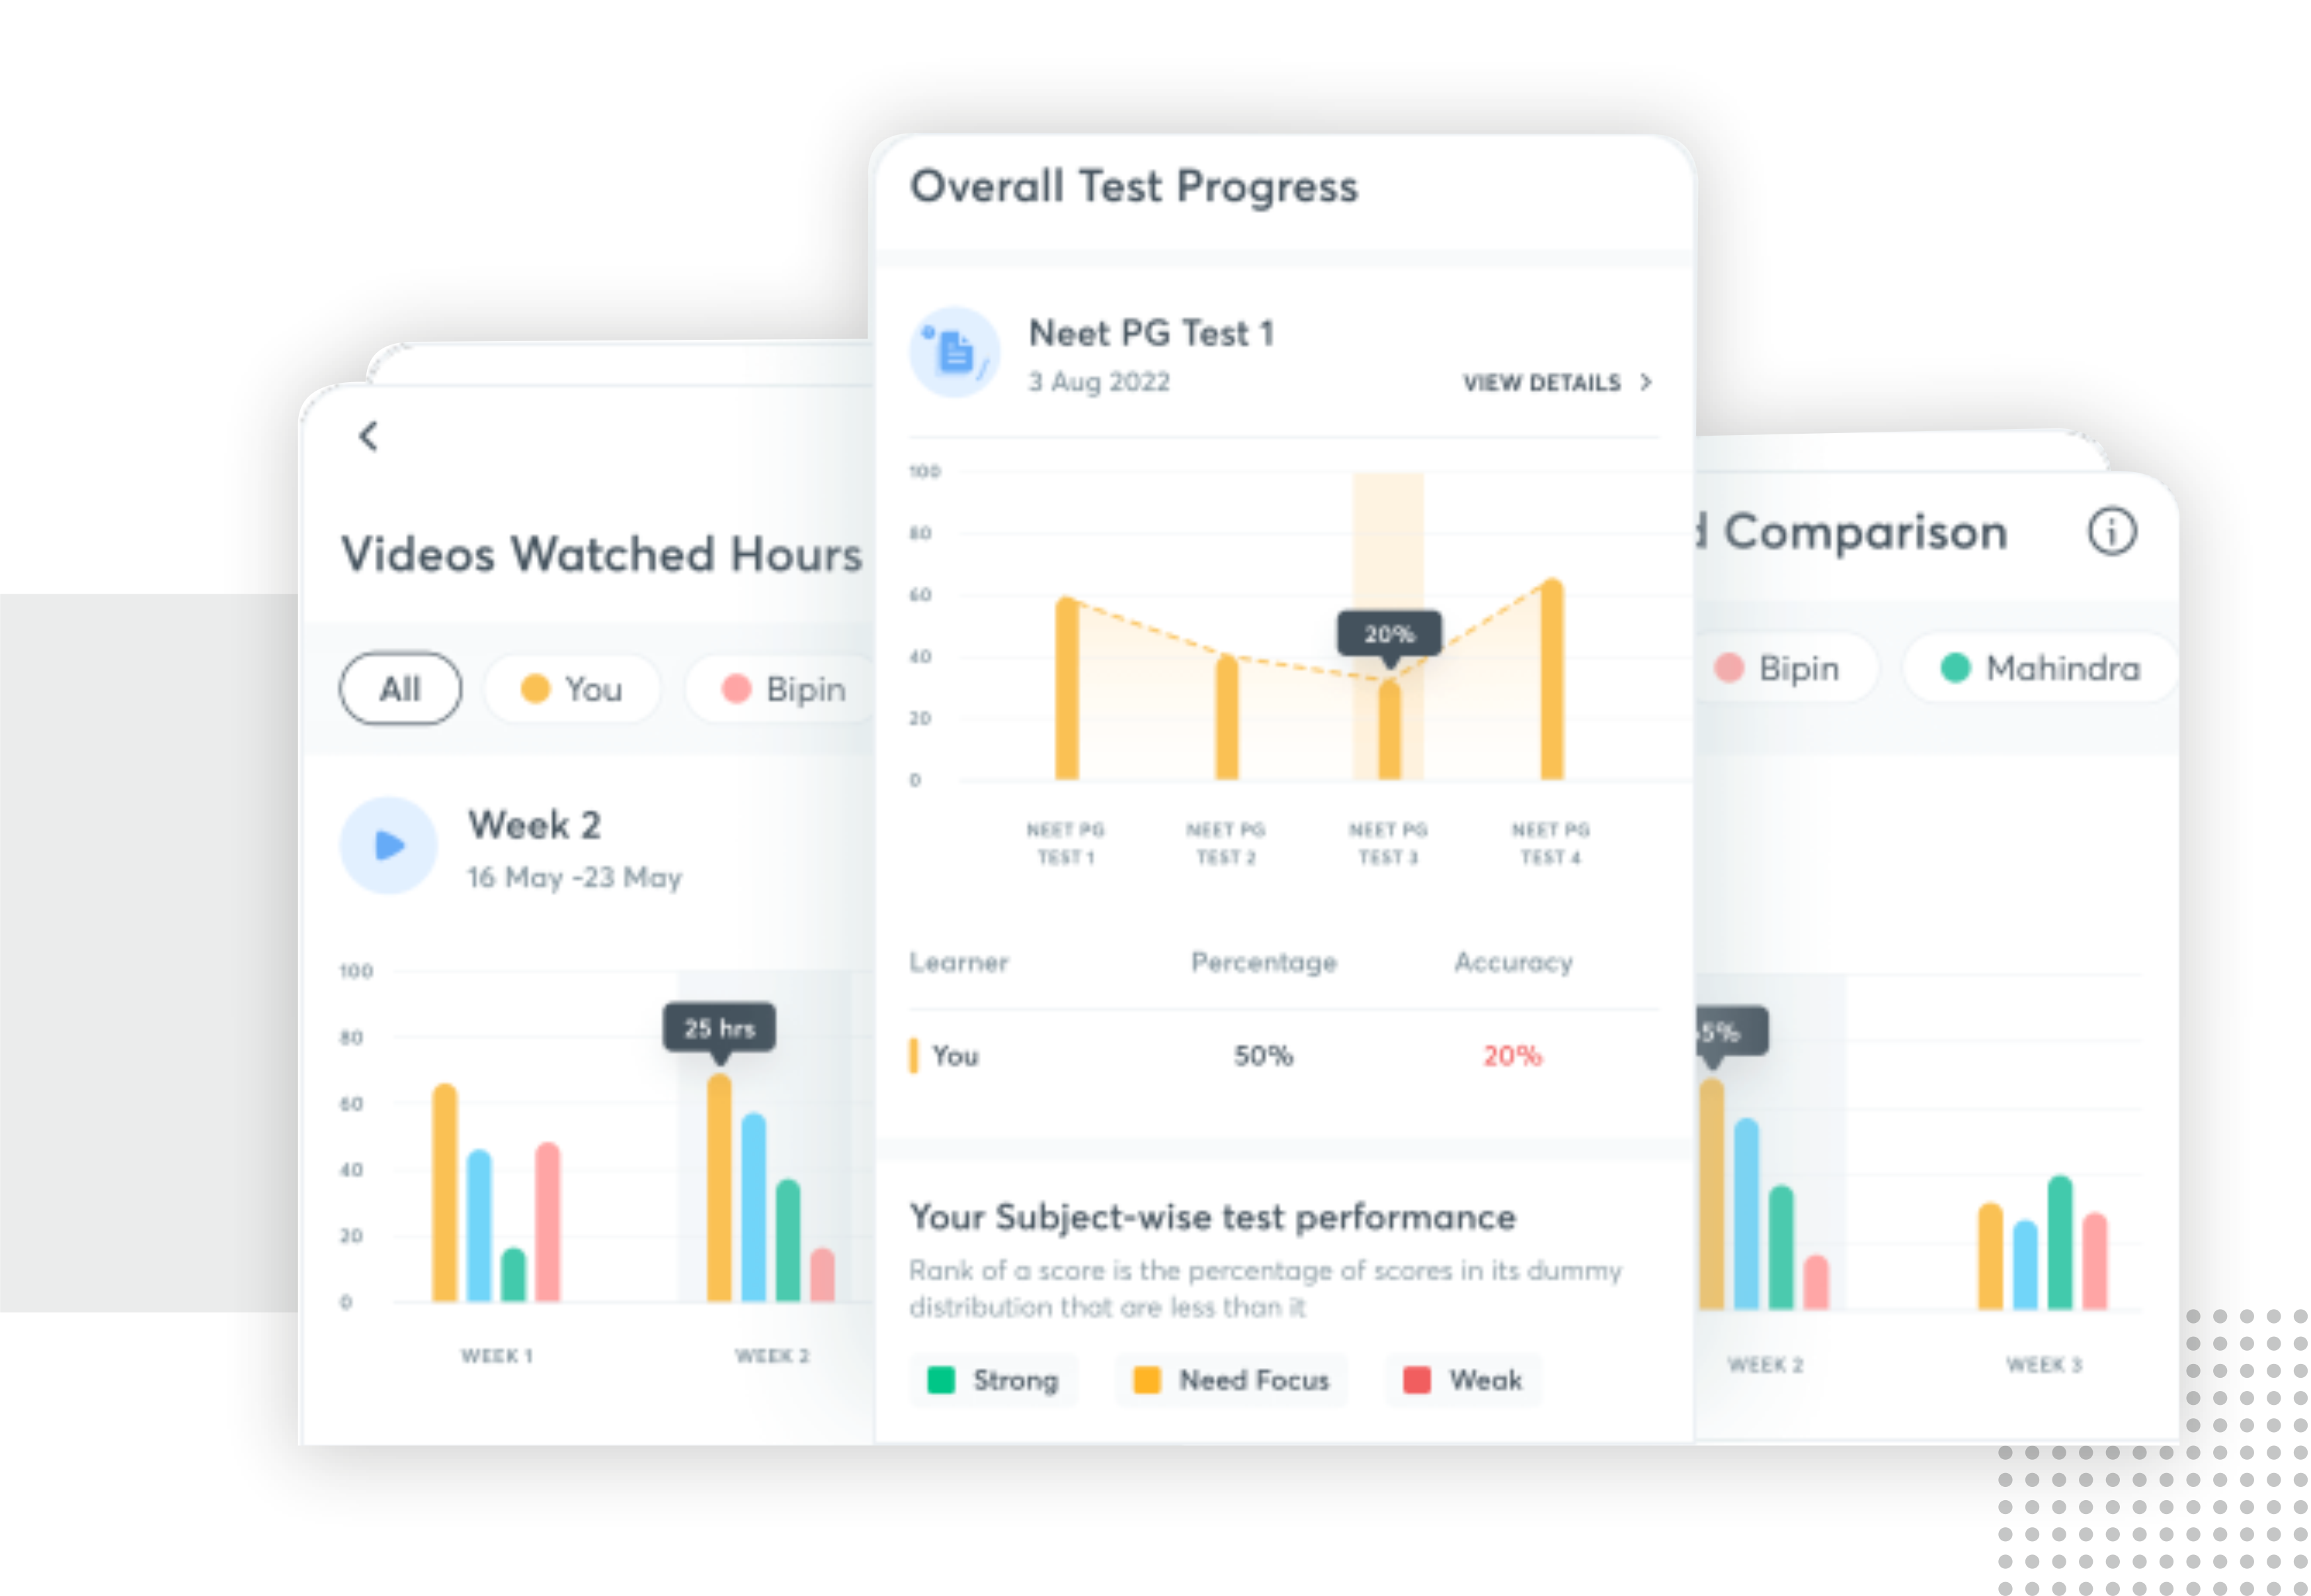 Overall Test Progress
Neet PG Test 1
3 Aug 2022
VIEW DETAILS
100
80
60
40
20
0
20%
NEET PG
TEST 1
NEET PG
TEST 2
NEET PG
TEST 3
NEET PG
TEST 4
Learner Percentage Accuracy
You 50% 20%
Your Subject-wise test performance
Rank of a score is the percentage of scores in its dummy
distribution that are less than it
Strong Need Focus Weak
Videos Watched Hours
All You Bipin
Week 2
16 May -23 May
100
80
60
40
20
0
25 hrs
WEEK 1 WEEK 2
Comparison
Bipin Mahindra
5%
WEEK 2 WEEK 3